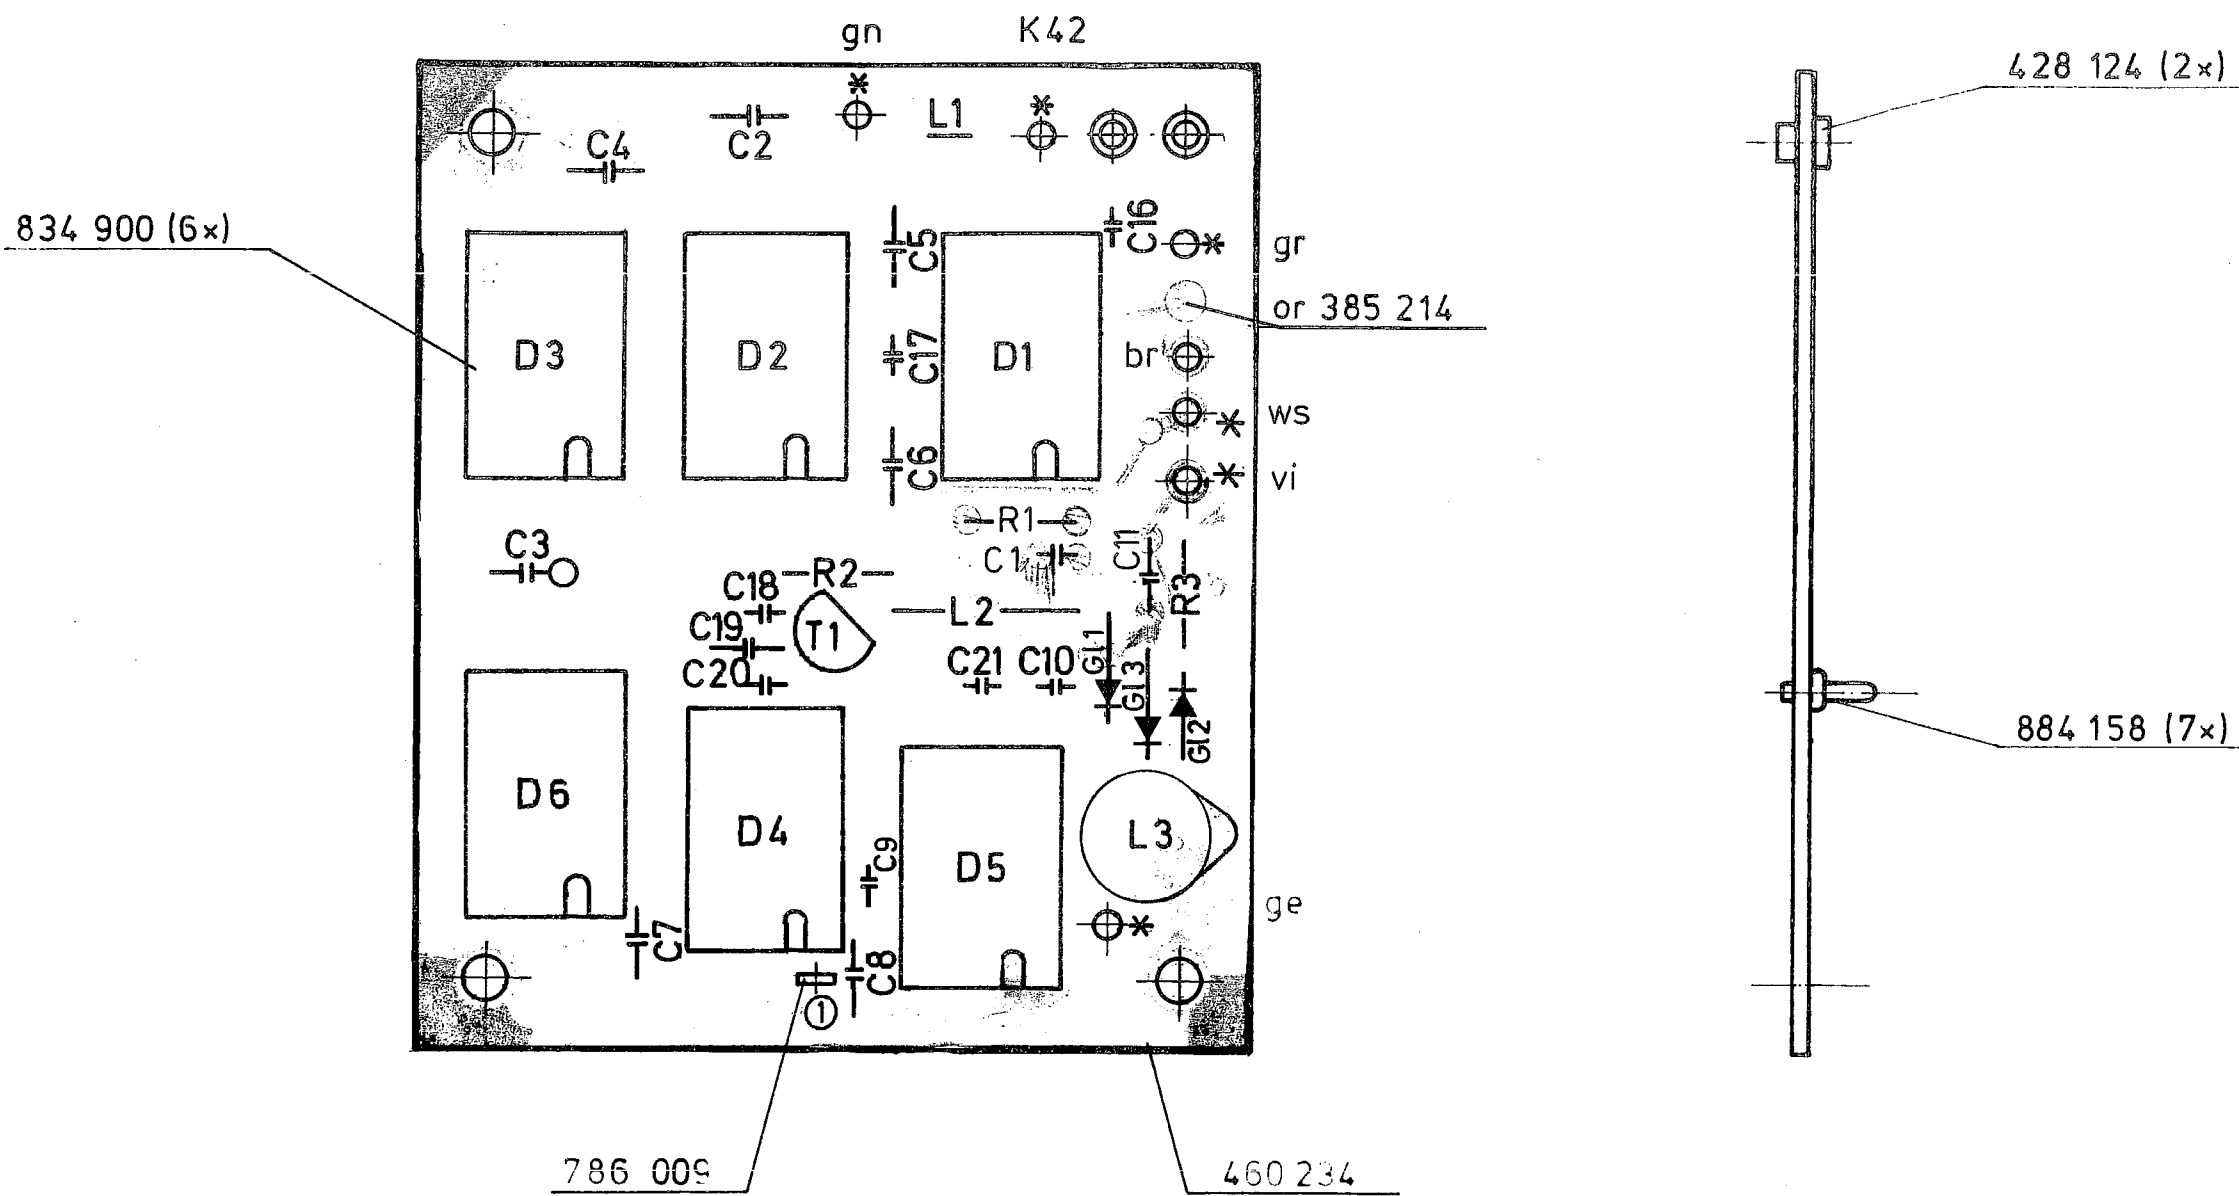 gn K42
428 124 (2×)
* *
L1
C2
C4
834 900 (6×)
C5
C16
* gr
or 385 214
D3 D2 C17 D1 br
ws
*
C6
* vi
R1
C3 C1 C11
R2
C18 R3
L2
C19 T1
C20 C21 C10 Gl1
Gl3
884 158 (7×)
Gl2
D6
D4 L3
C9
D5
ge
*
C7
C8
1
786 009
460 234